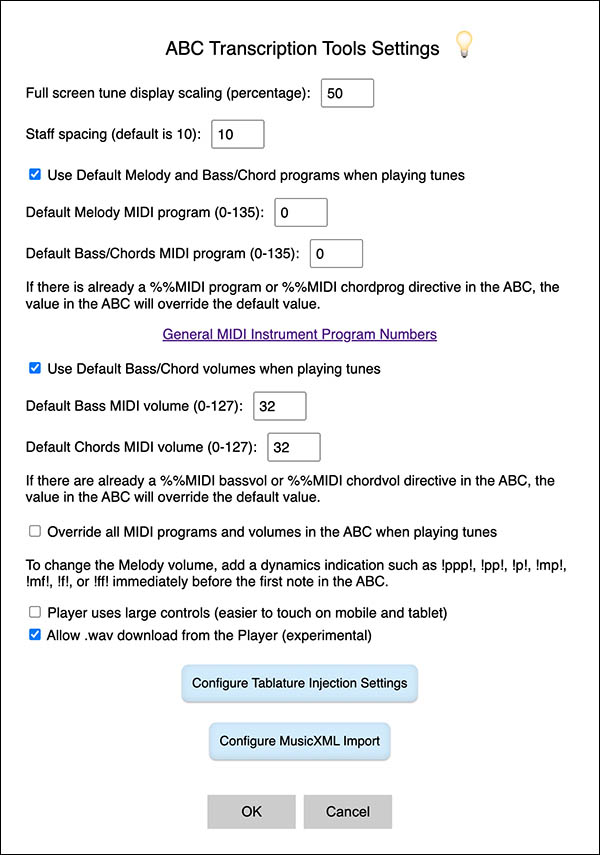 ABC Transcription Tools Settings
Full screen tune display scaling (percentage): 50
Staff spacing (default is 10): 10
Use Default Melody and Bass/Chord programs when playing tunes
Default Melody MIDI program (0-135): 0
Default Bass/Chords MIDI program (0-135): 0
If there is already a %%MIDI program or %%MIDI chordprog directive in the ABC, the
value in the ABC will override the default value.
General MIDI Instrument Program Numbers
Use Default Bass/Chord volumes when playing tunes
Default Bass MIDI volume (0-127): 32
Default Chords MIDI volume (0-127): 32
If there are already a %%MIDI bassvol or %%MIDI chordvol directive in the ABC, the
value in the ABC will override the default value.
Override all MIDI programs and volumes in the ABC when playing tunes
To change the Melody volume, add a dynamics indication such as !ppp!, !pp!, !p!, !mp!,
!mf!, !f!, or !ff! immediately before the first note in the ABC.
Player uses large controls (easier to touch on mobile and tablet)
Allow .wav download from the Player (experimental)
Configure Tablature Injection Settings
Configure MusicXML Import
OK Cancel